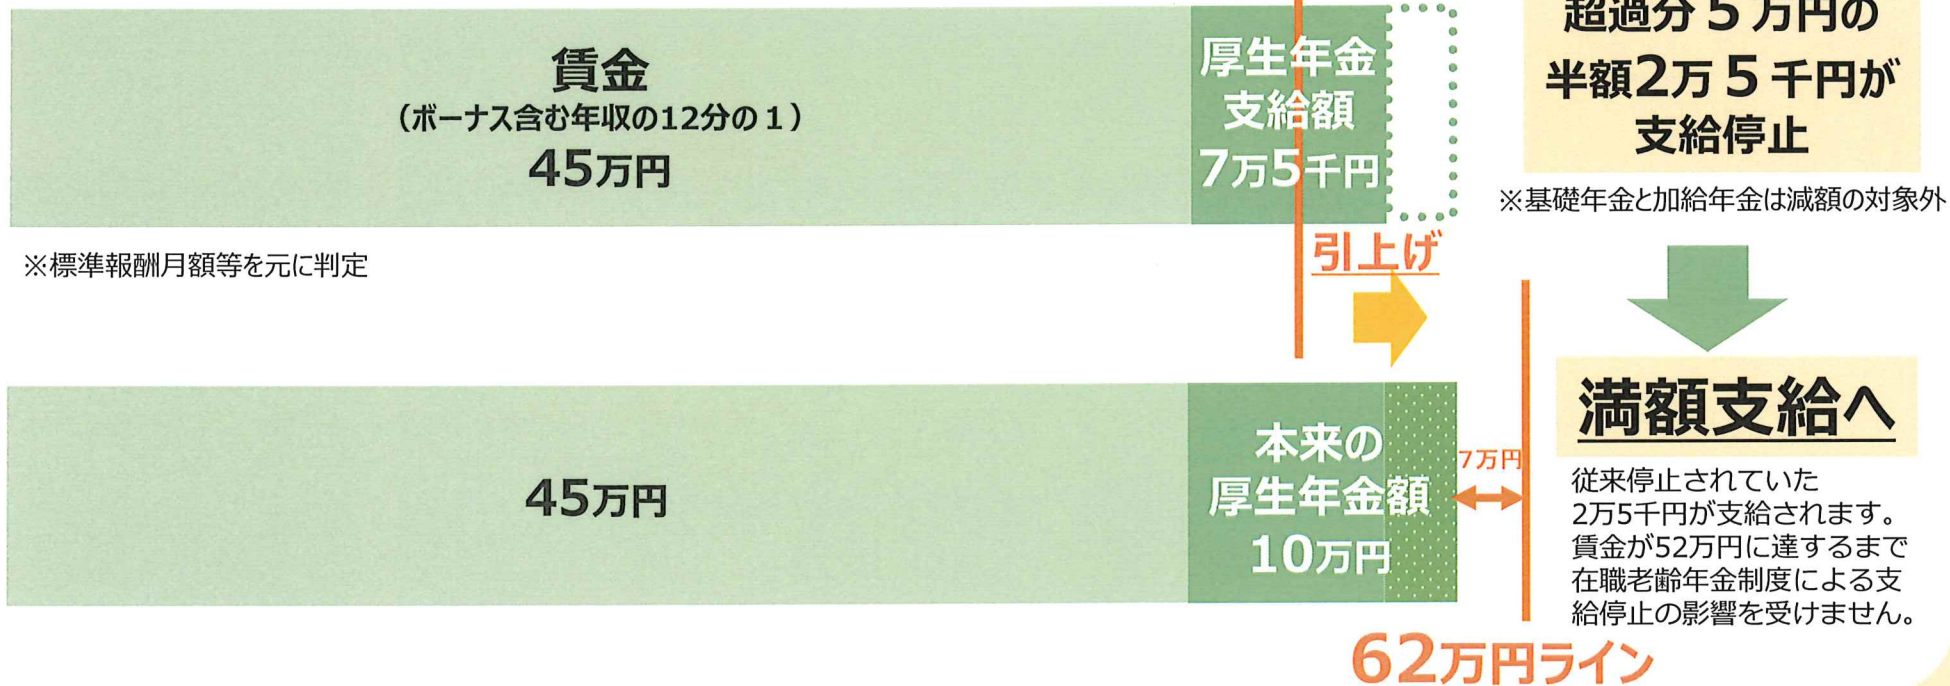 賃金
（ボーナス含む年収の12分の１）
45万円
厚生年金
支給額
7万5千円
超過分５万円の
半額2万５千円が
支給停止
※基礎年金と加給年金は減額の対象外
※標準報酬月額等を元に判定
引上げ
45万円
本来の
厚生年金額
10万円
7万円
満額支給へ
従来停止されていた
2万5千円が支給されます。
賃金が52万円に達するまで
在職老齢年金制度による支
給停止の影響を受けません。
62万円ライン